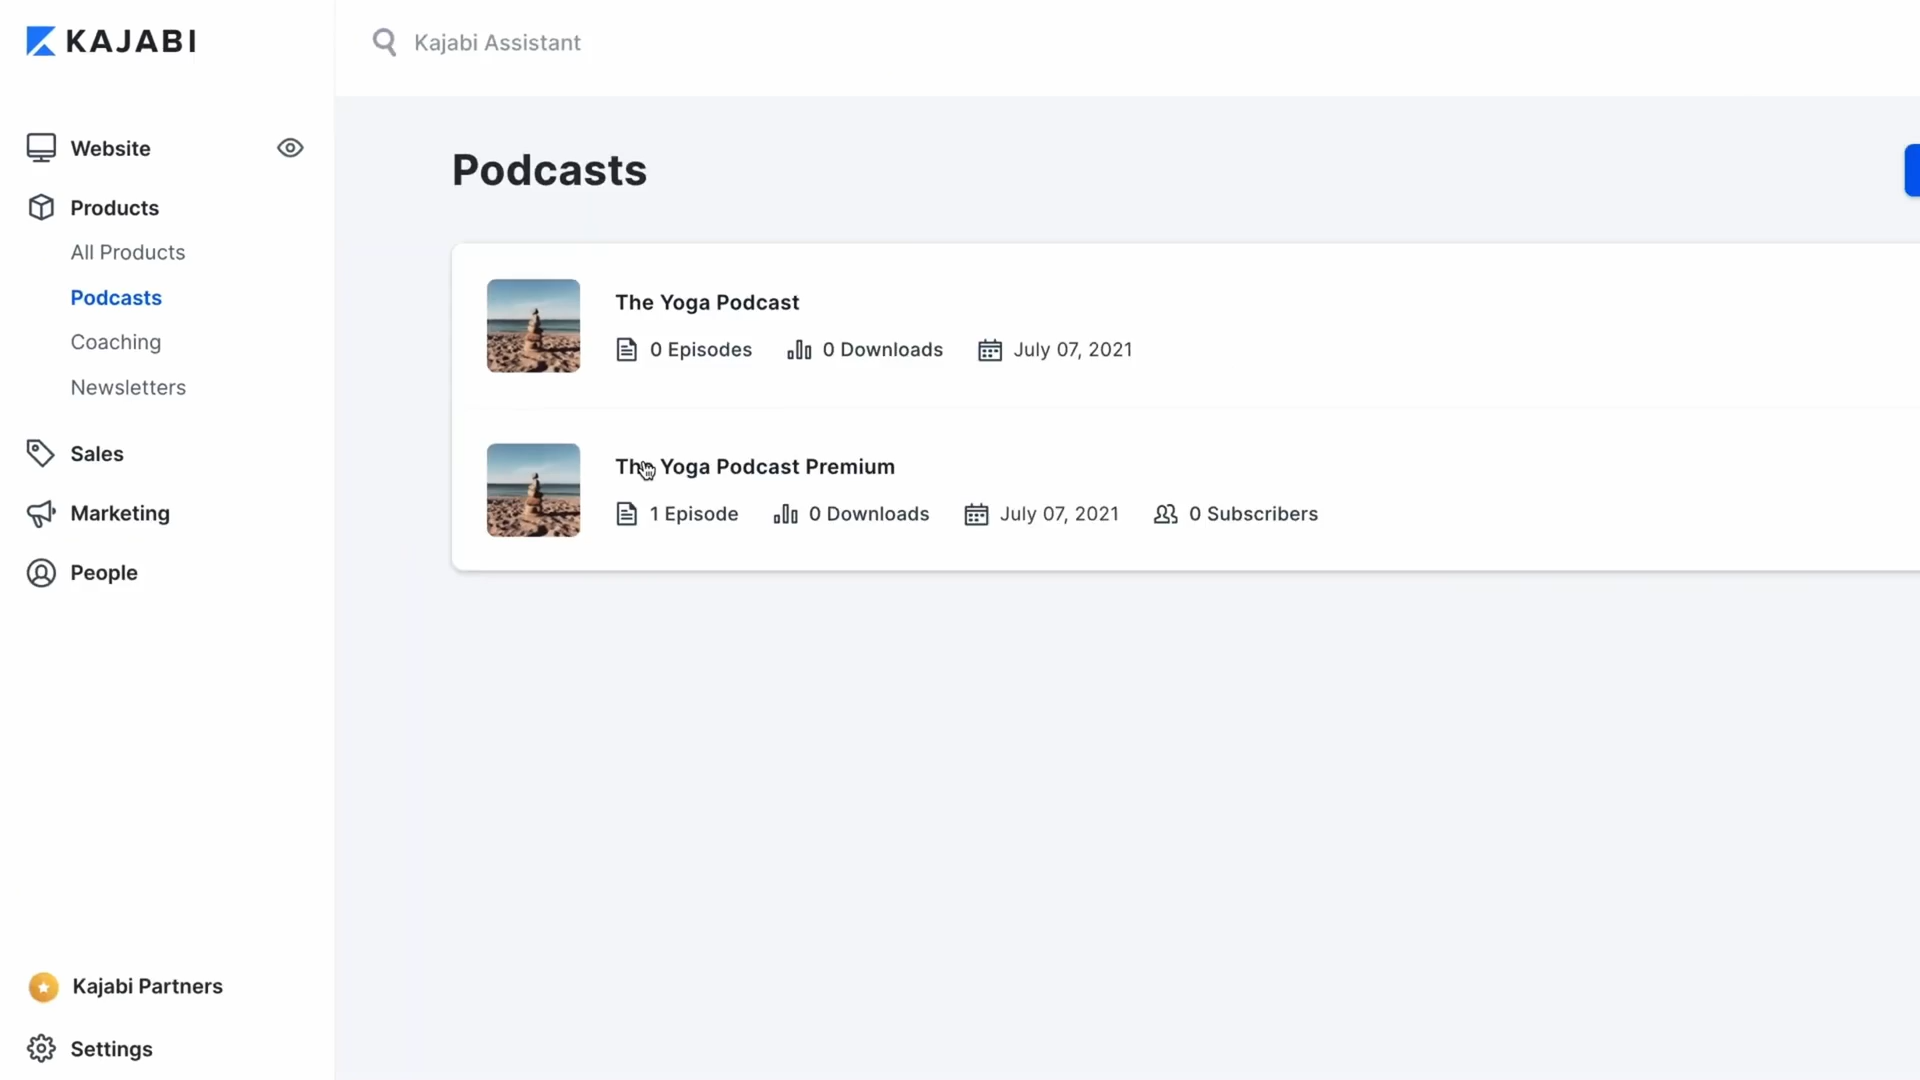 KAJABI
Kajabi Assistant
Website
Products
All Products
Podcasts
Coaching
Newsletters
Sales
Marketing
People
Kajabi Partners
Settings
Podcasts
The Yoga Podcast
0 Episodes 0 Downloads July 07, 2021
The Yoga Podcast Premium
1 Episode 0 Downloads July 07, 2021 0 Subscribers